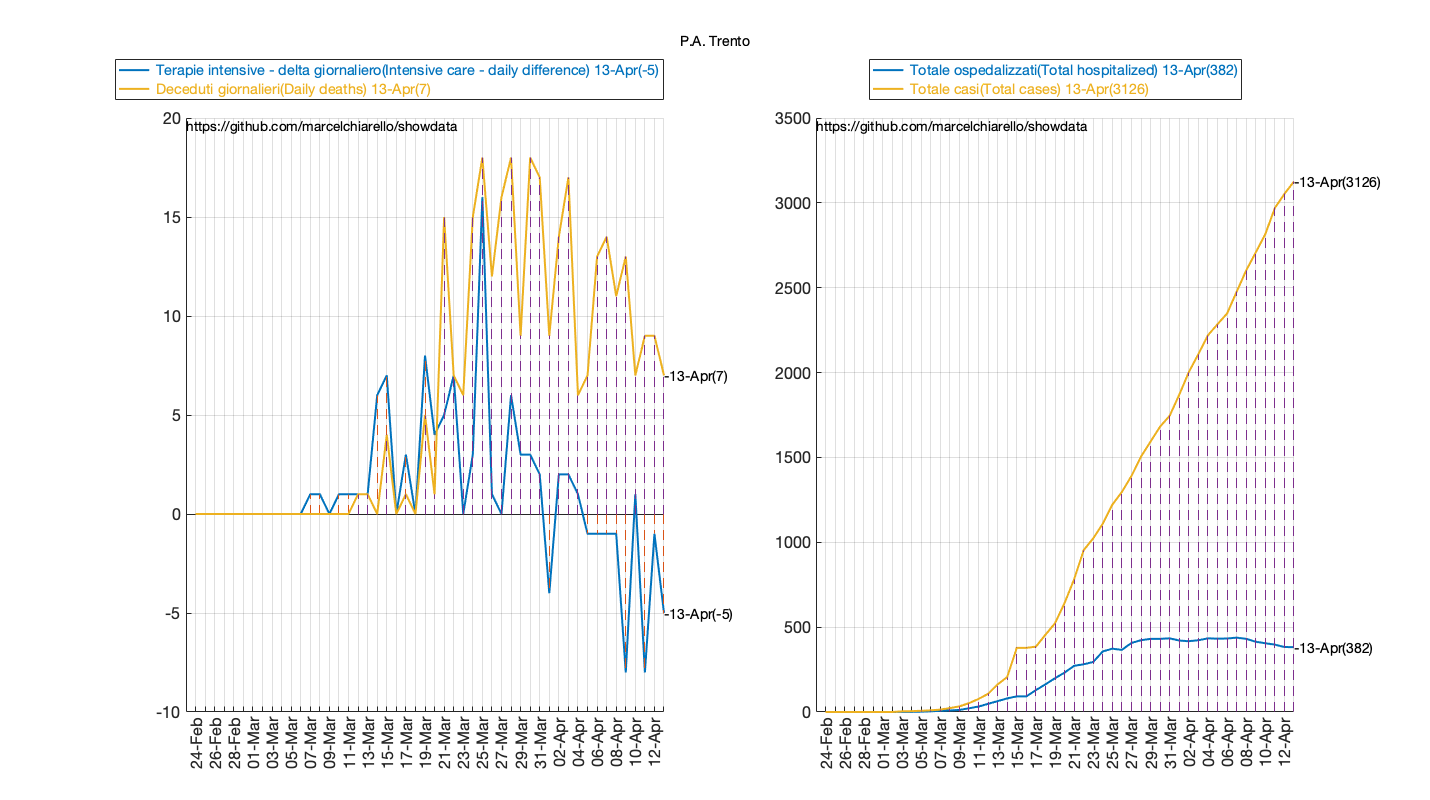 P.A. Trento
Terapie intensive - delta giornaliero(Intensive care - daily difference) 13-Apr(-5)
Deceduti giornalieri(Daily deaths) 13-Apr(7)
https://github.com/marcelchiarello/showdata
20
15
10
5
0
-5
-10
-13-Apr(7)
-13-Apr(-5)
24-Feb
26-Feb
28-Feb
01-Mar
03-Mar
05-Mar
07-Mar
09-Mar
11-Mar
13-Mar
15-Mar
17-Mar
19-Mar
21-Mar
23-Mar
25-Mar
27-Mar
29-Mar
31-Mar
02-Apr
04-Apr
06-Apr
08-Apr
10-Apr
12-Apr
Totale ospedalizzati(Total hospitalized) 13-Apr(382)
Totale casi(Total cases) 13-Apr(3126)
https://github.com/marcelchiarello/showdata
3500
3000
2500
2000
1500
1000
500
0
-13-Apr(3126)
-13-Apr(382)
24-Feb
26-Feb
28-Feb
01-Mar
03-Mar
05-Mar
07-Mar
09-Mar
11-Mar
13-Mar
15-Mar
17-Mar
19-Mar
21-Mar
23-Mar
25-Mar
27-Mar
29-Mar
31-Mar
02-Apr
04-Apr
06-Apr
08-Apr
10-Apr
12-Apr